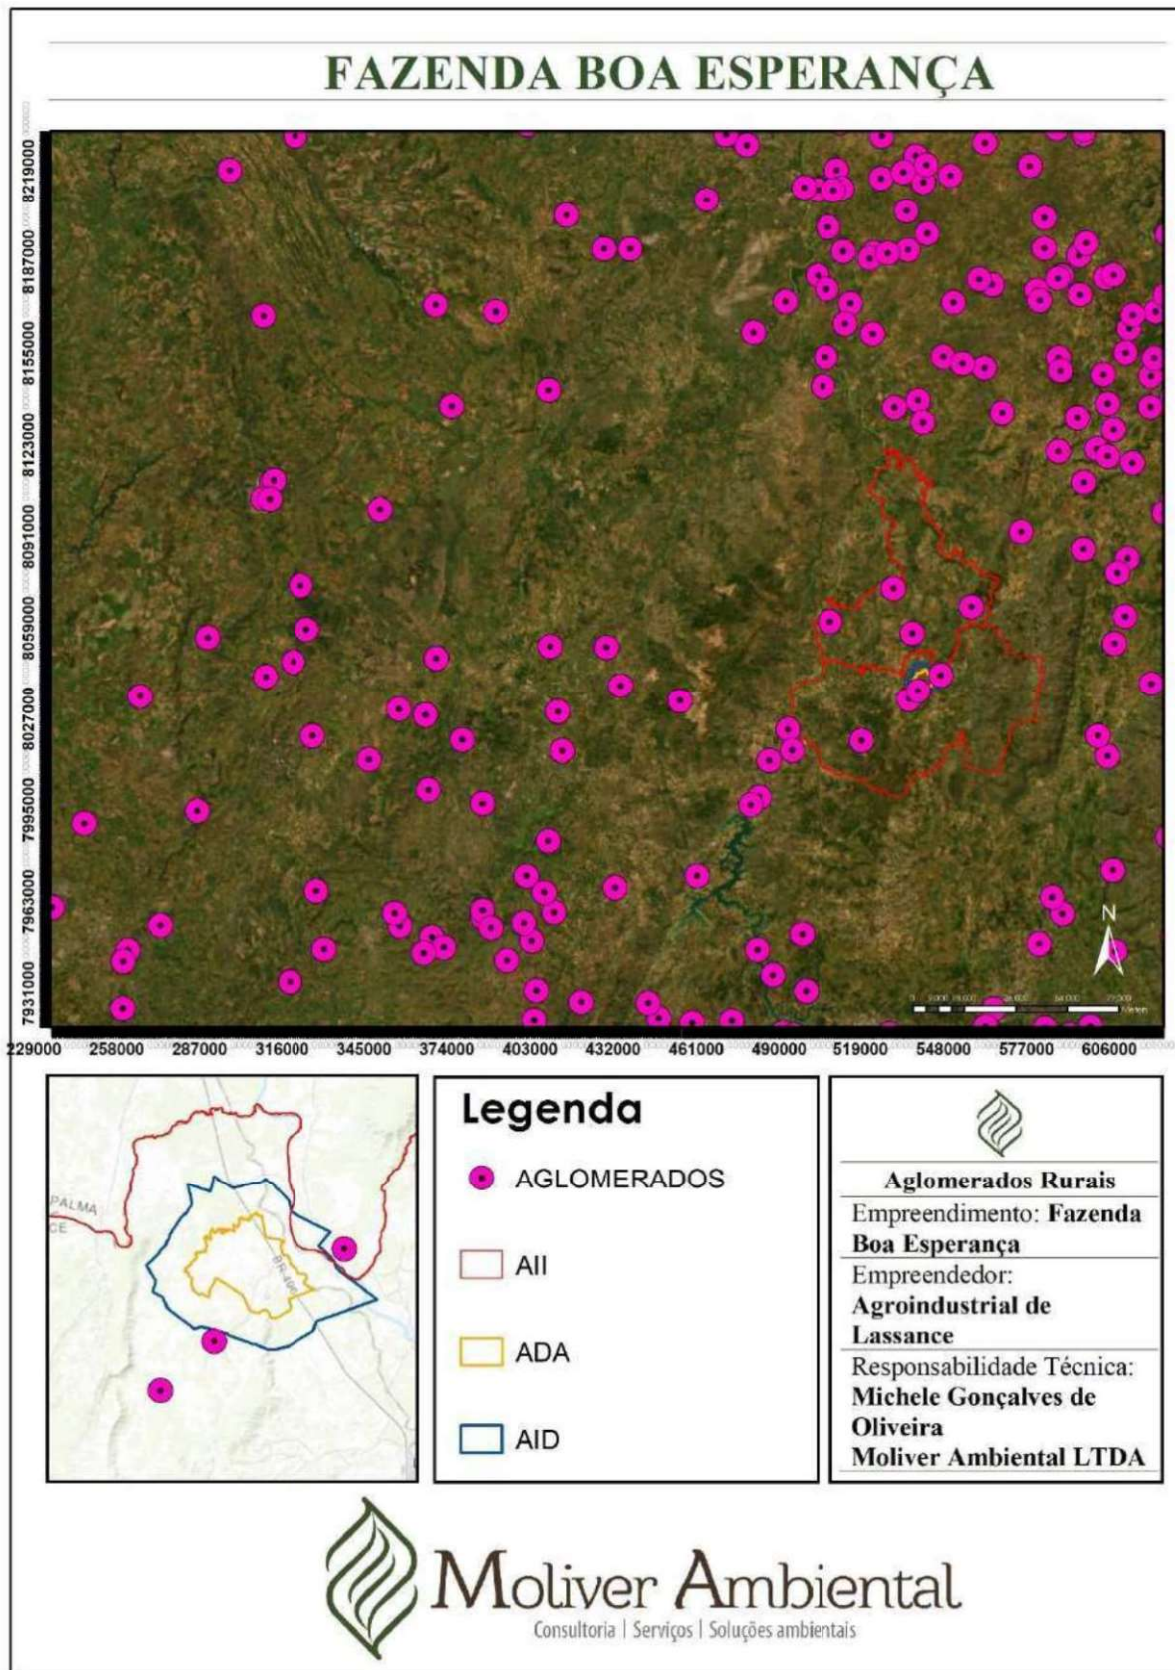 FAZENDA BOA ESPERANÇA
8219000
8187000
8155000
8123000
8091000
8059000
8027000
7995000
7963000
7931000
N
229000 258000 287000 316000 345000 374000 403000 432000 461000 490000 519000 548000 577000 606000
PALMA
CE
BR-496
Legenda
AGLOMERADOS
AII
ADA
AID
Aglomerados Rurais
Empreendimento: Fazenda
Boa Esperança
Empreendedor:
Agroindustrial de
Lassance
Responsabilidade Técnica:
Michele Gonçalves de
Oliveira
Moliver Ambiental LTDA
Moliver Ambiental
Consultoria | Serviços | Soluções ambientais